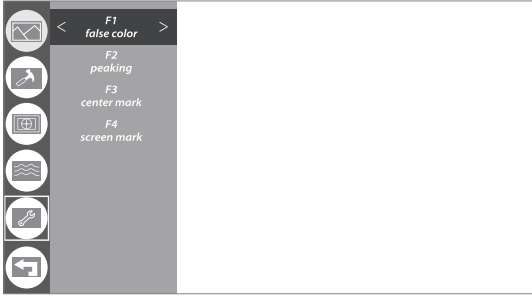 F1
< false color >
F2
peaking
F3
center mark
F4
screen mark